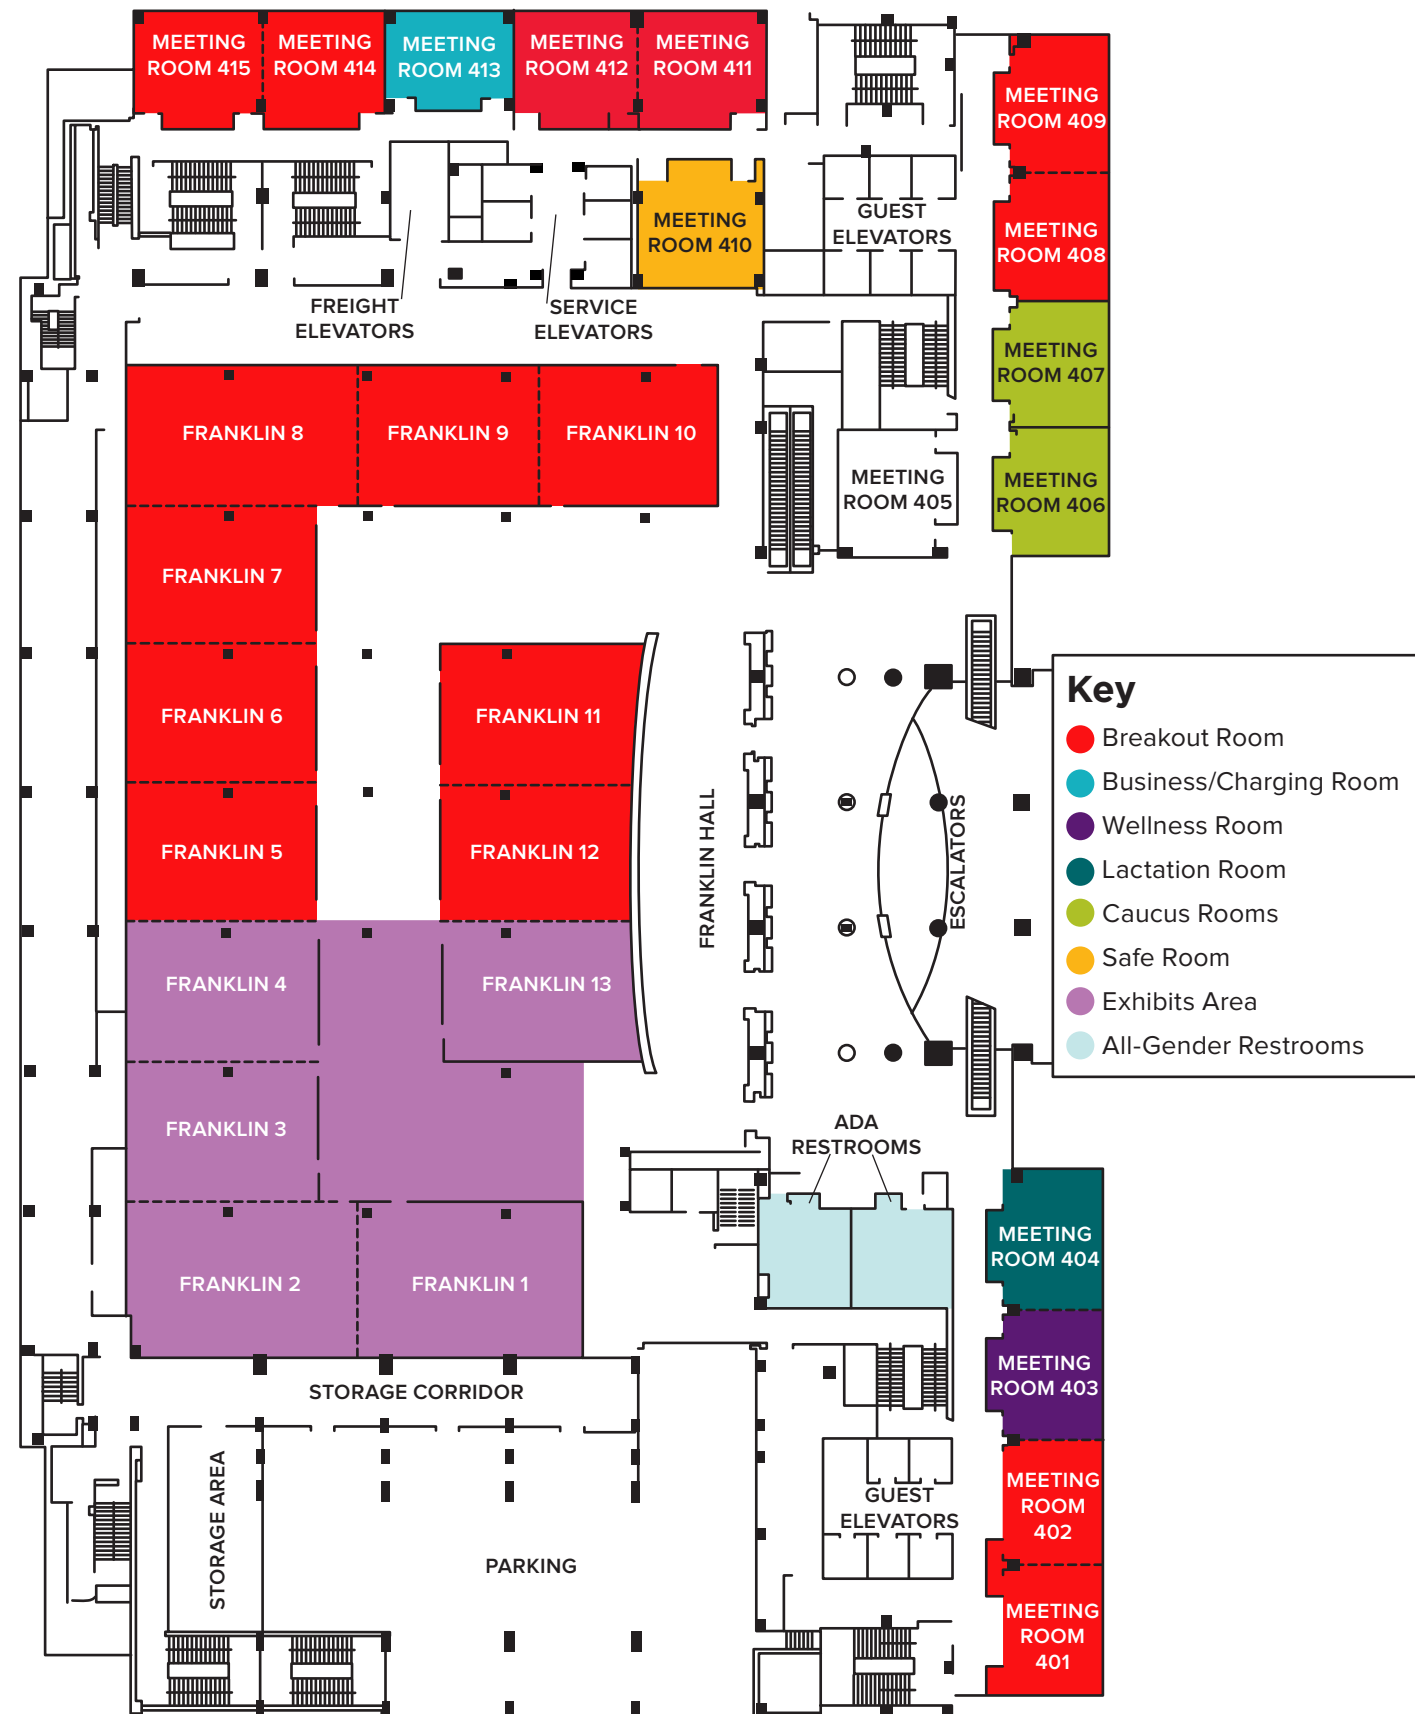 MEETING
ROOM 415
MEETING
ROOM 414
MEETING
ROOM 413
MEETING
ROOM 412
MEETING
ROOM 411
MEETING
ROOM 409
MEETING
ROOM 408
MEETING
ROOM 410
GUEST
ELEVATORS
FREIGHT
ELEVATORS
SERVICE
ELEVATORS
MEETING
ROOM 407
MEETING
ROOM 406
MEETING
ROOM 405
FRANKLIN 8
FRANKLIN 9
FRANKLIN 10
FRANKLIN 7
FRANKLIN 6
FRANKLIN 11
FRANKLIN 5
FRANKLIN 12
FRANKLIN HALL
ESCALATORS
Key
Breakout Room
Business/Charging Room
Wellness Room
Lactation Room
Caucus Rooms
Safe Room
Exhibits Area
All-Gender Restrooms
FRANKLIN 4
FRANKLIN 13
FRANKLIN 3
ADA
RESTROOMS
FRANKLIN 2
FRANKLIN 1
MEETING
ROOM 404
MEETING
ROOM 403
STORAGE CORRIDOR
STORAGE AREA
PARKING
GUEST
ELEVATORS
MEETING
ROOM
402
MEETING
ROOM
401